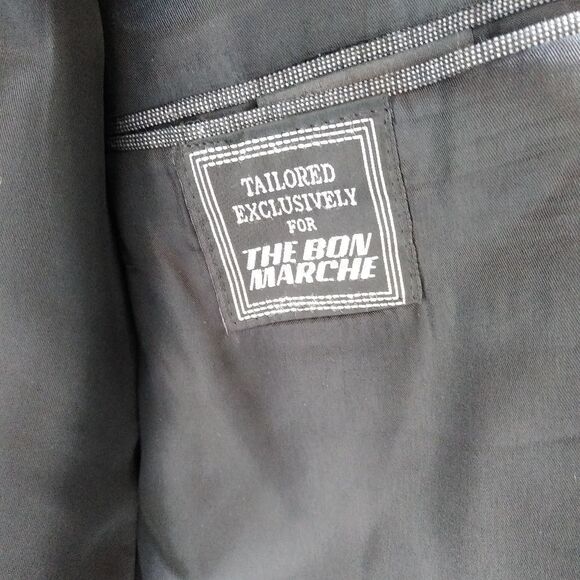 TAILORED
EXCLUSIVELY
FOR
THE BON
MARCHE